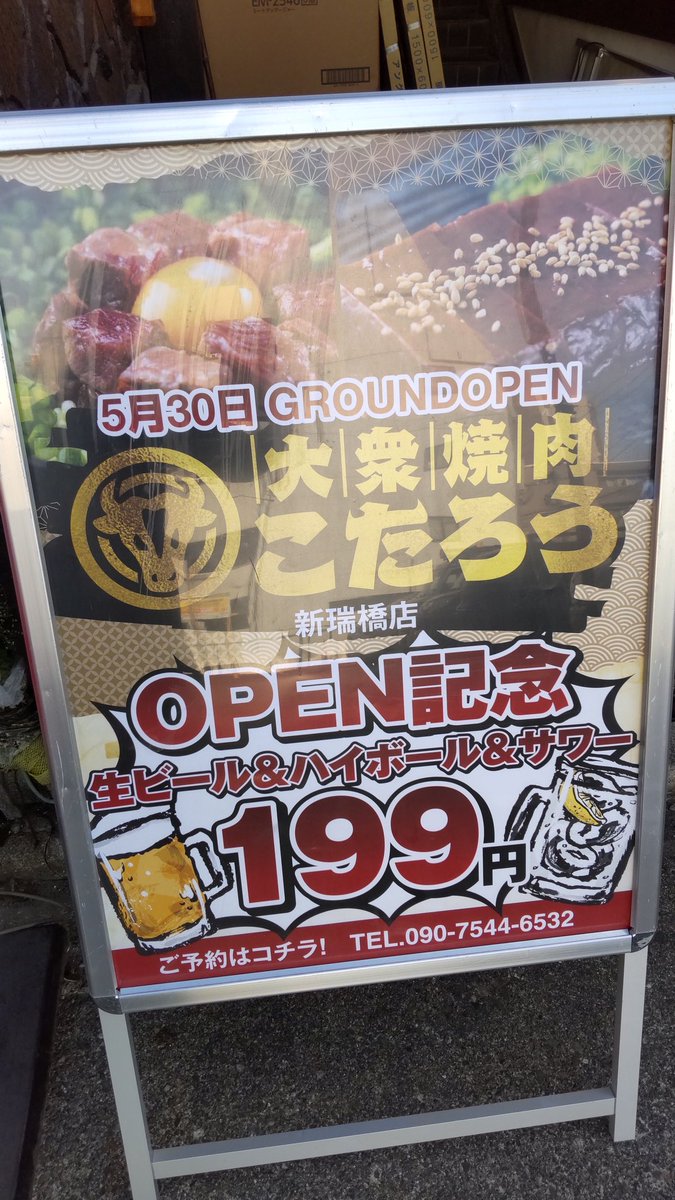 5月30日 GROUNDOPEN
大衆焼肉
こたろう
新瑞橋店
OPEN記念
生ビール&ハイボール&サワー
199円
ご予約はコチラ! TEL.090-7544-6532